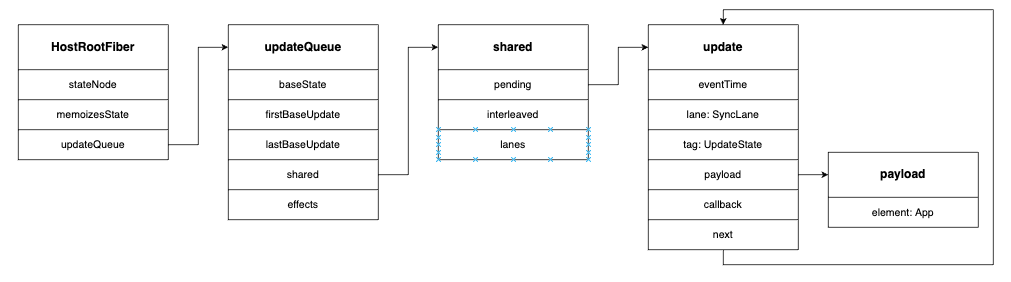 HostRootFiber
stateNode
memoizesState
updateQueue
updateQueue
baseState
firstBaseUpdate
lastBaseUpdate
shared
effects
shared
pending
interleaved
lanes
update
eventTime
lane: SyncLane
tag: UpdateState
payload
callback
next
payload
element: App